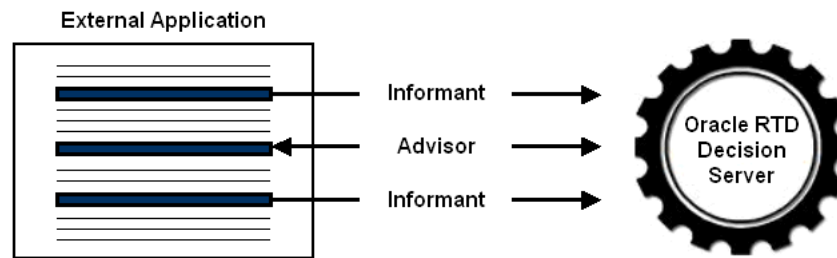 External Application
Informant
Advisor
Informant
Oracle RTD
Decision
Server